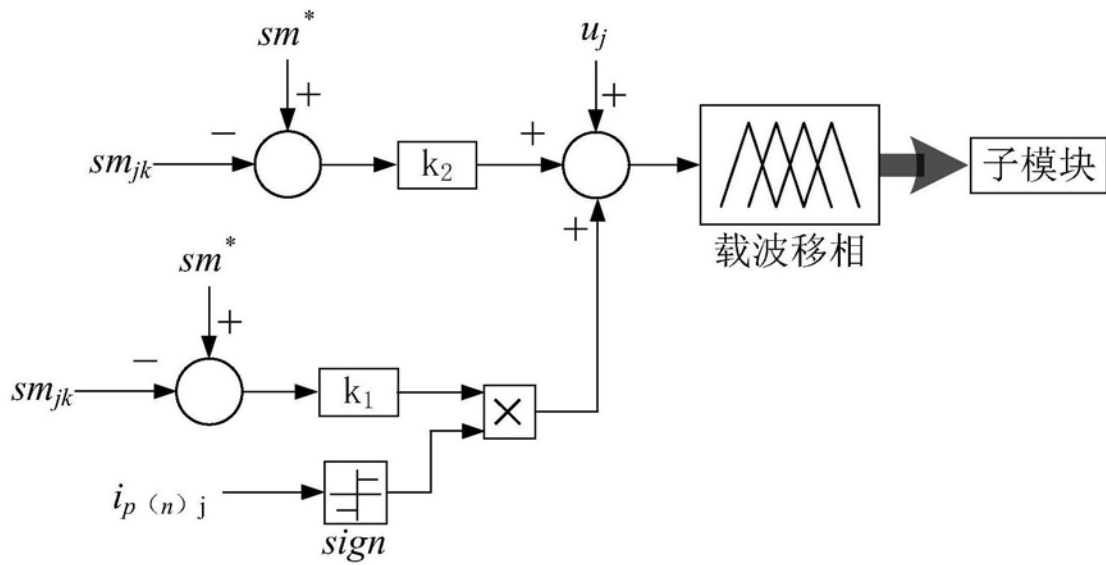 sm*
u_j
+
+
−
+
sm_jk
k₂
子模块
+
载波移相
sm*
+
−
sm_jk
k₁
×
i_p（n）j
sign